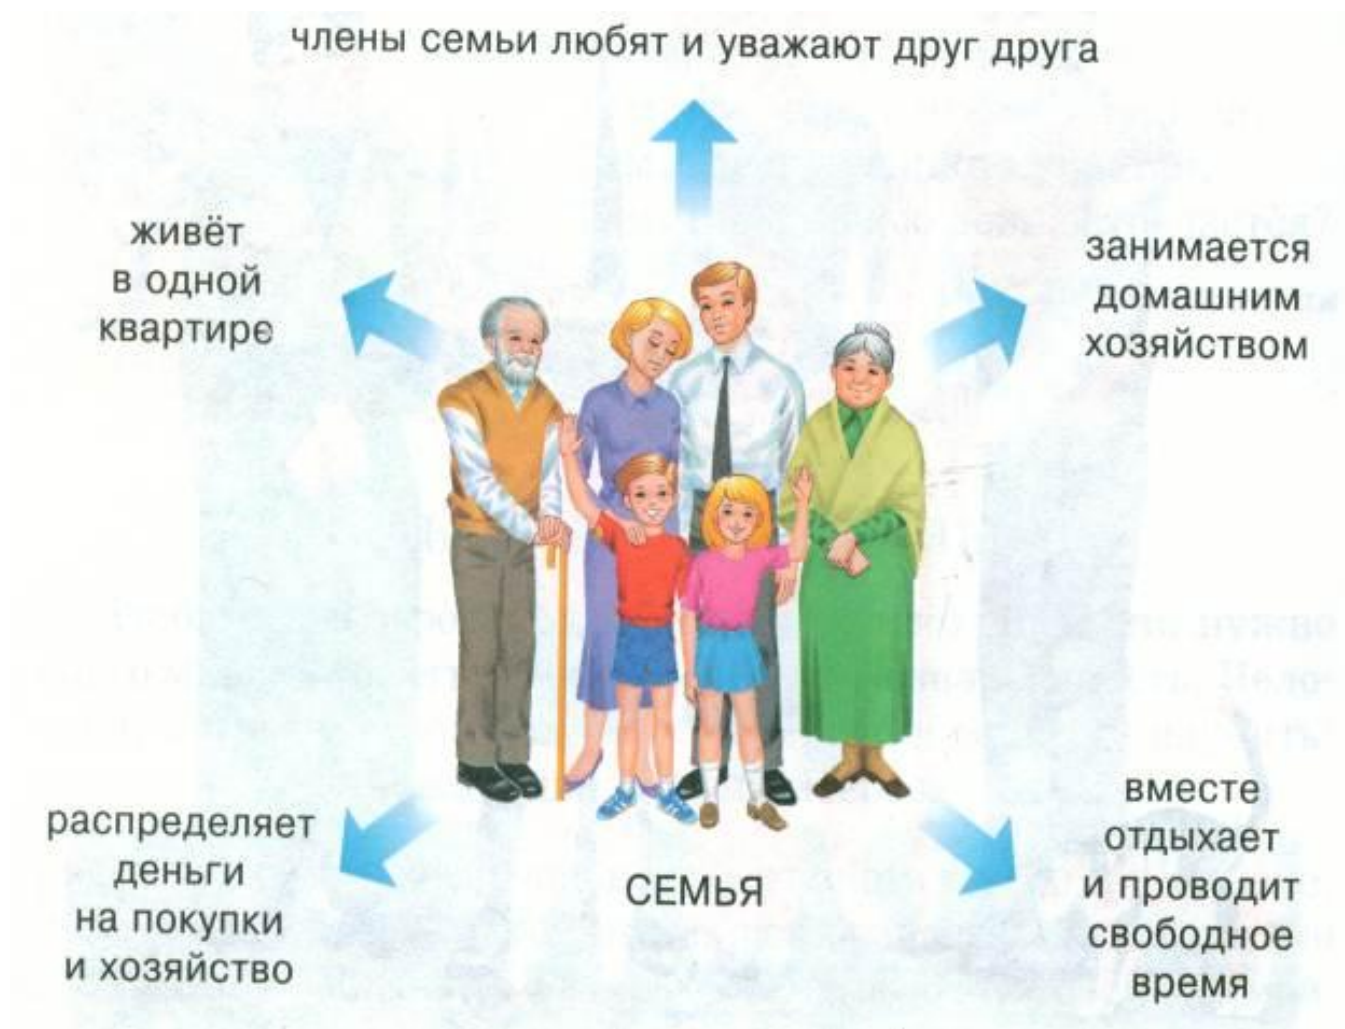 члены семьи любят и уважают друг друга
живёт
в одной
квартире
занимается
домашним
хозяйством
распределяет
деньги
на покупки
и хозяйство
СЕМЬЯ
вместе
отдыхает
и проводит
свободное
время